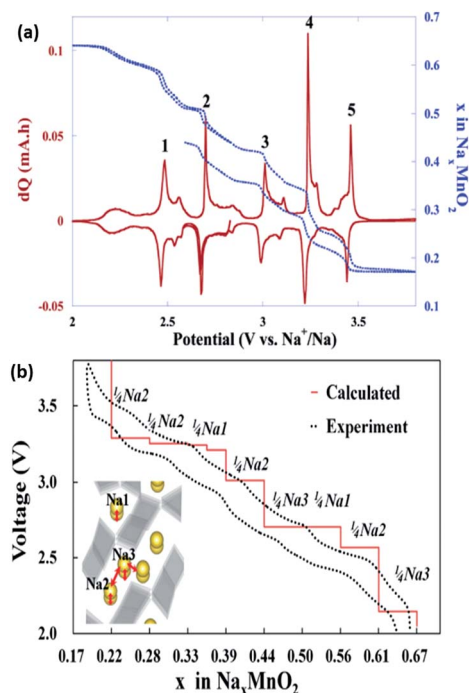 (a)
0.1
0.05
0
-0.05
dQ (mA.h)
1
2
3
4
5
0.7
0.6
0.5
0.4
0.3
0.2
0.1
x in NaxMnO2
2
2.5
3
3.5
Potential (V vs. Na+/Na)
(b)
Voltage (V)
3.5
3.0
2.5
2.0
¼Na2
¼Na2
¼Na1
¼Na2
¼Na3
¼Na1
¼Na2
¼Na3
Calculated
Experiment
Na1
Na3
Na2
0.17 0.22 0.28 0.33 0.39 0.44 0.50 0.56 0.61 0.67
x in NaxMnO2